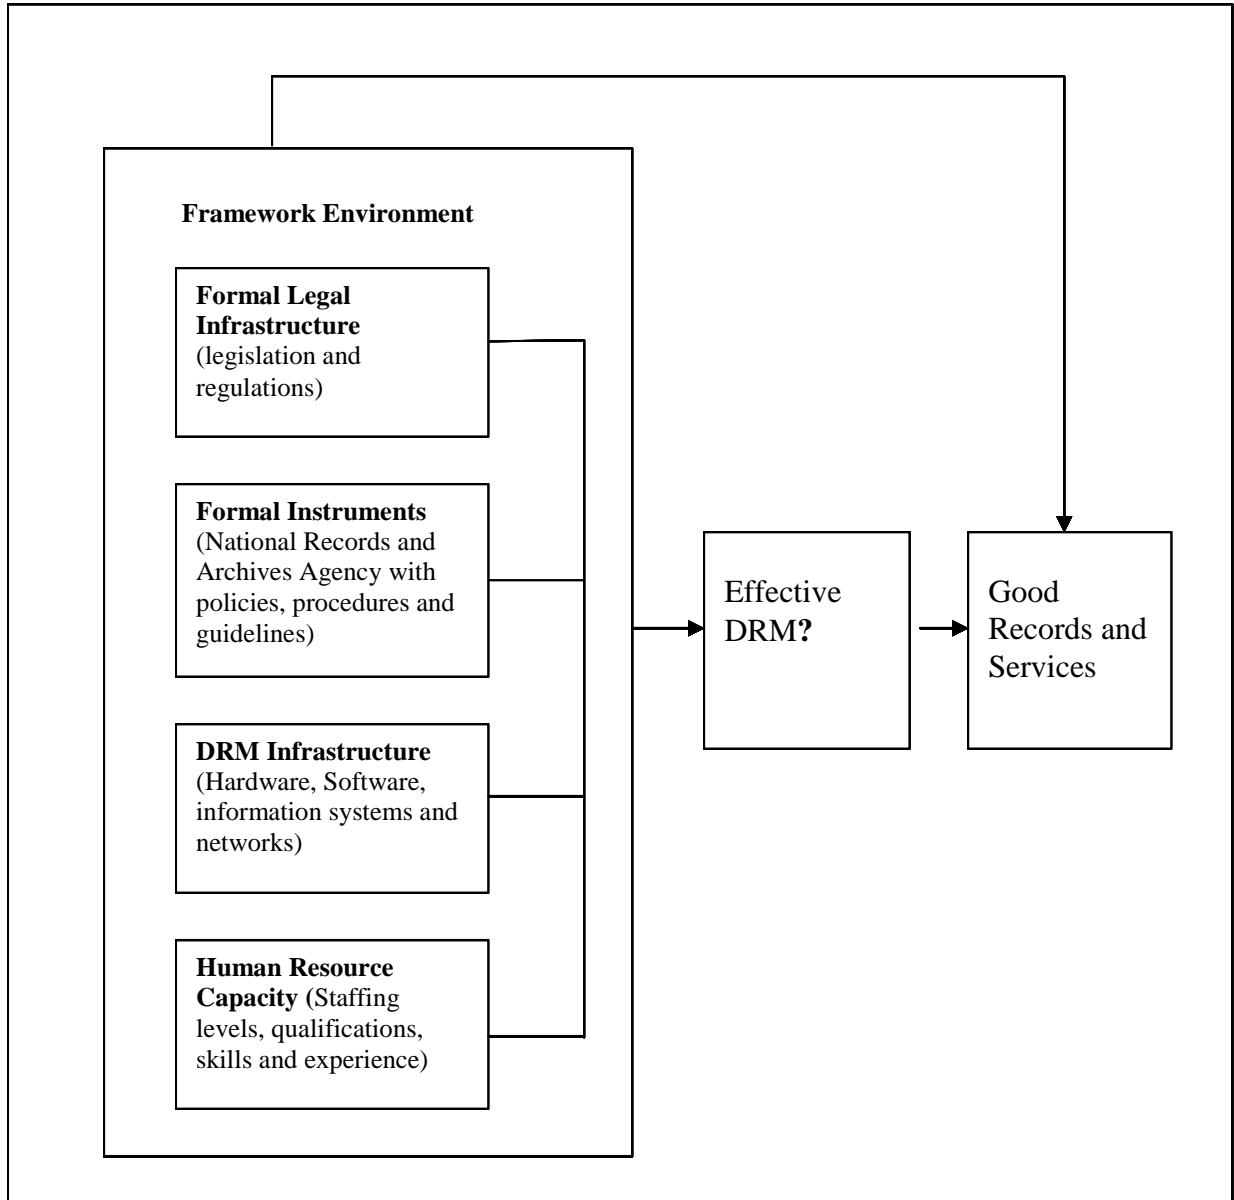 Framework Environment
Formal Legal
Infrastructure
(legislation and
regulations)
Formal Instruments
(National Records and
Archives Agency with
policies, procedures and
guidelines)
DRM Infrastructure
(Hardware, Software,
information systems and
networks)
Human Resource
Capacity (Staffing
levels, qualifications,
skills and experience)
Effective
DRM?
Good
Records and
Services